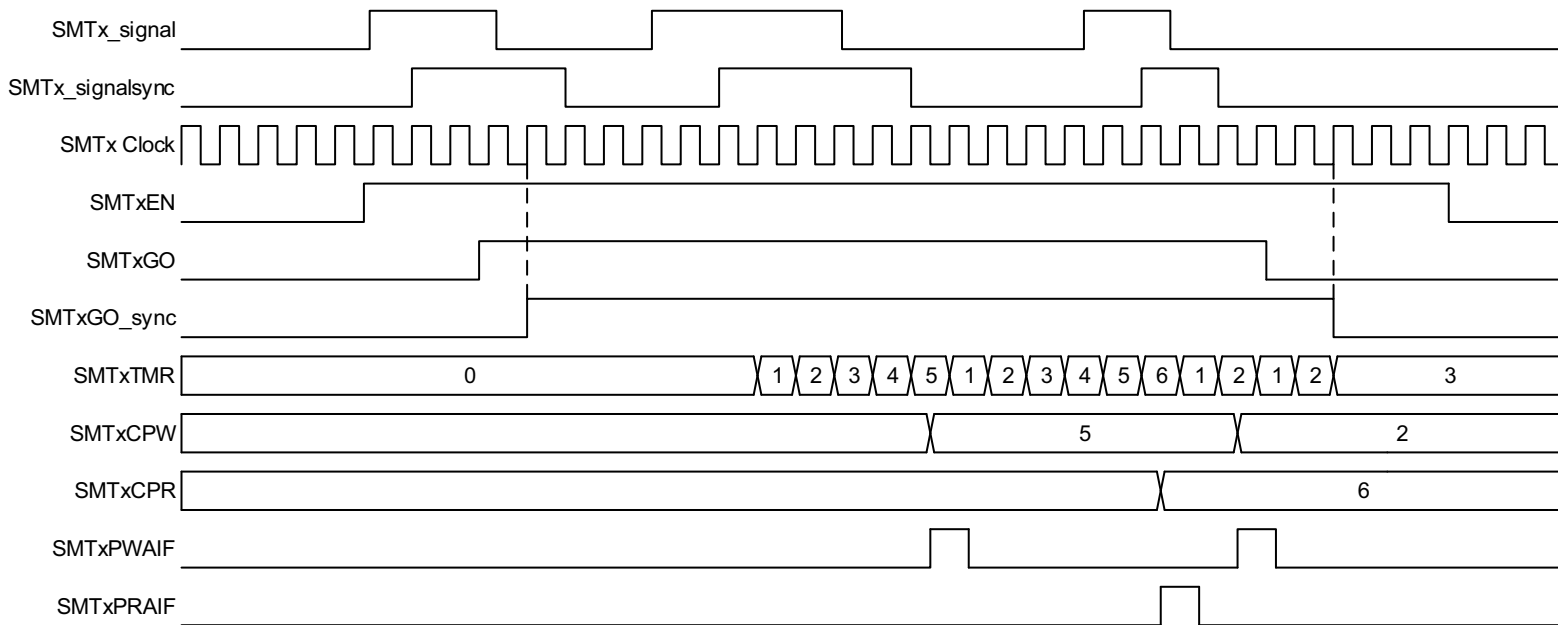 SMTx_signal
SMTx_signalsync
SMTx Clock
SMTxEN
SMTxGO
SMTxGO_sync
SMTxTMR 0 1 2 3 4 5 1 2 3 4 5 6 1 2 1 2 3
SMTxCPW 5 2
SMTxCPR 6
SMTxPWAIF
SMTxPRAIF